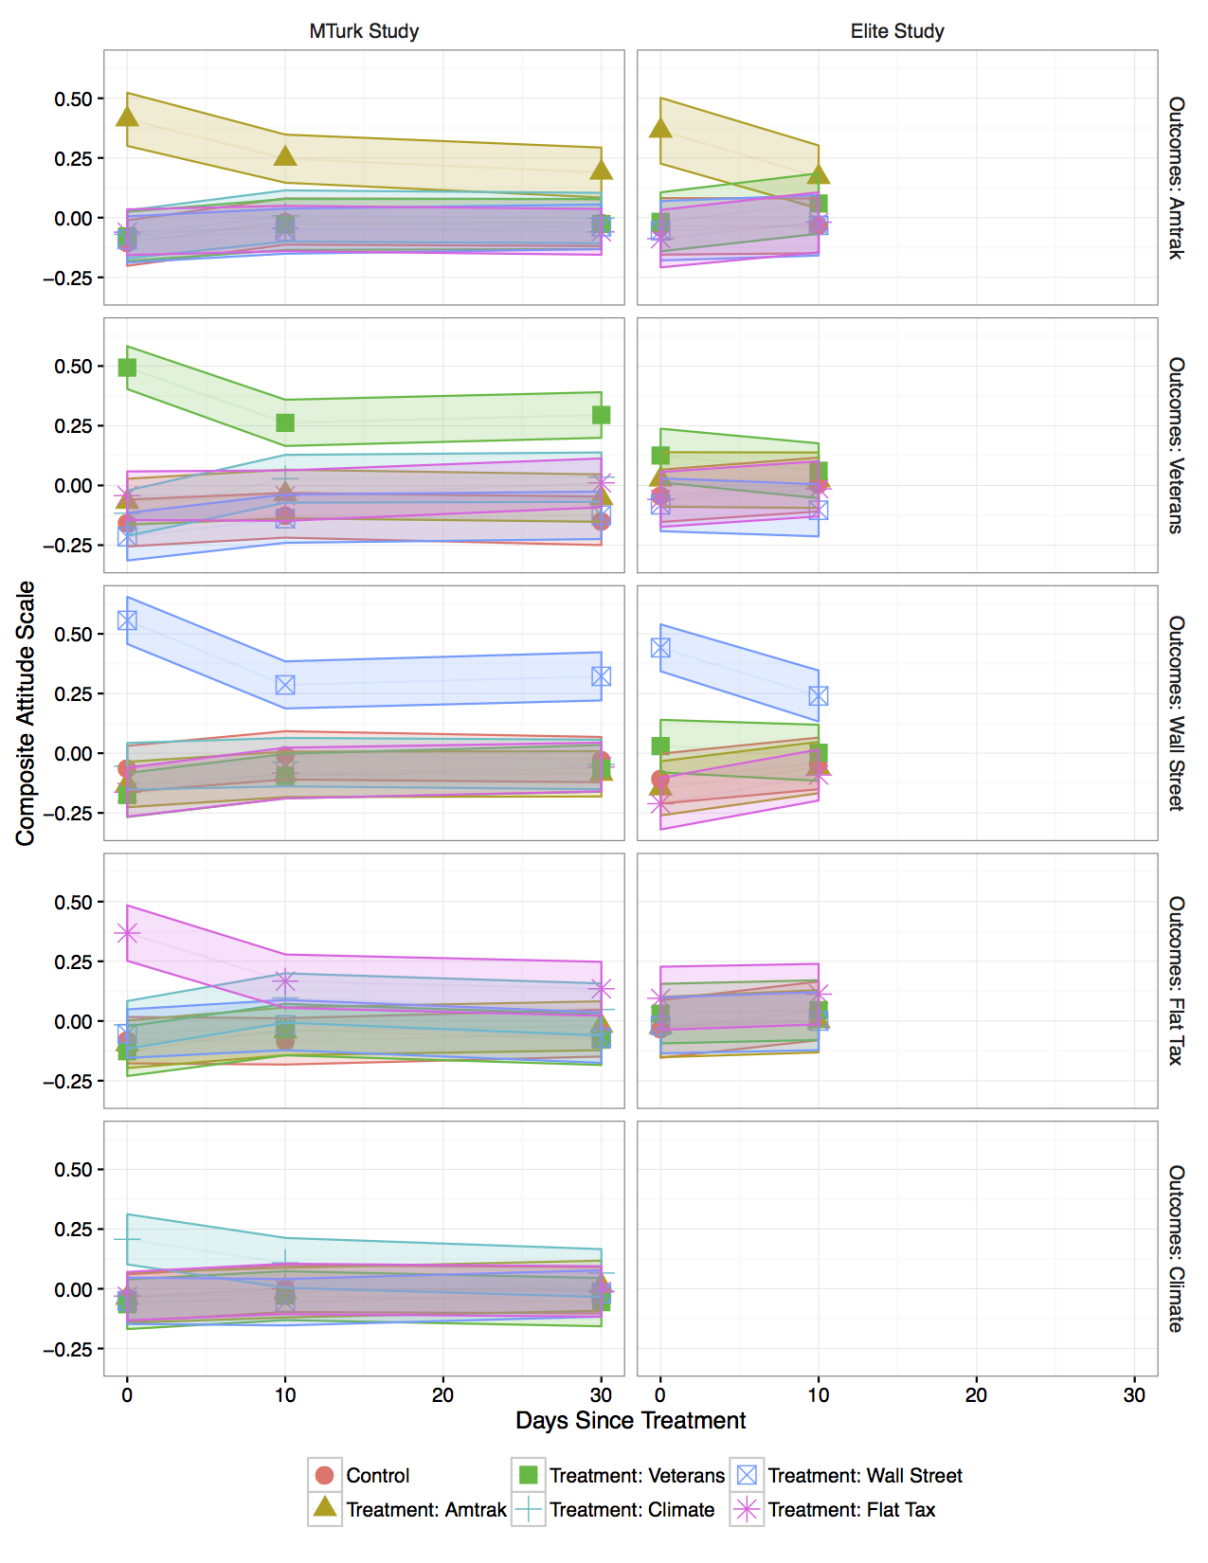 MTurk Study Elite Study
0.50
0.25
0.00
−0.25
Outcomes: Amtrak
0.50
0.25
0.00
−0.25
Outcomes: Veterans
Composite Attitude Scale
0.50
0.25
0.00
−0.25
Outcomes: Wall Street
0.50
0.25
0.00
−0.25
Outcomes: Flat Tax
0.50
0.25
0.00
−0.25
Outcomes: Climate
0 10 20 30 0 10 20 30
Days Since Treatment
Control Treatment: Veterans Treatment: Wall Street
Treatment: Amtrak Treatment: Climate Treatment: Flat Tax